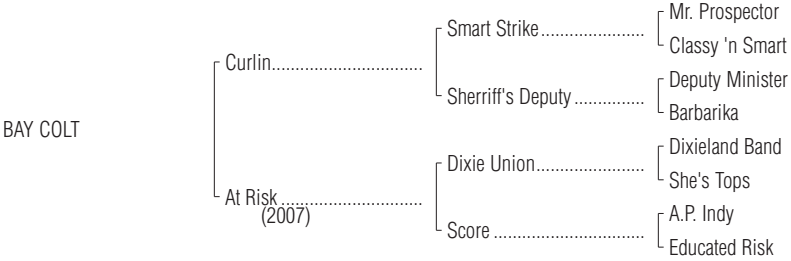 Mr. Prospector
Smart Strike......................
Classy 'n Smart
Curlin................................
Deputy Minister
Sherriff's Deputy ...............
Barbarika
BAY COLT
Dixieland Band
Dixie Union.......................
She's Tops
At Risk ..............................
(2007)
A.P. Indy
Score ................................
Educated Risk